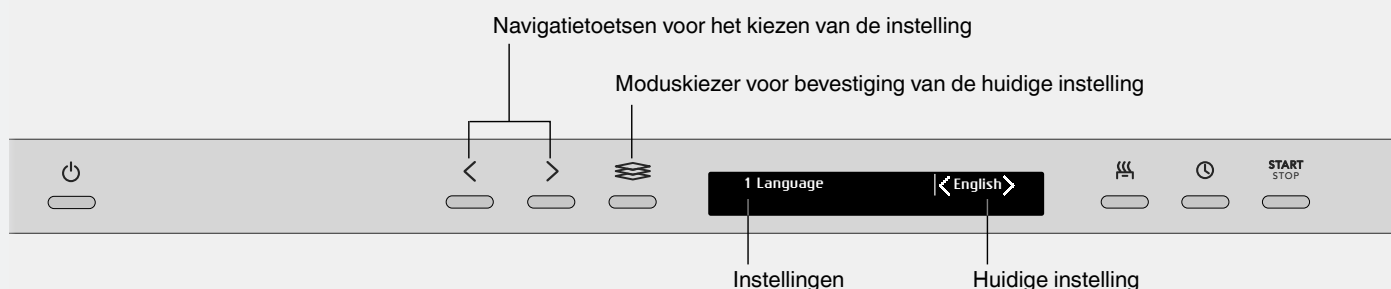 Navigatietoetsen voor het kiezen van de instelling
Moduskiezer voor bevestiging van de huidige instelling
1 Language
English
START
STOP
Instellingen
Huidige instelling